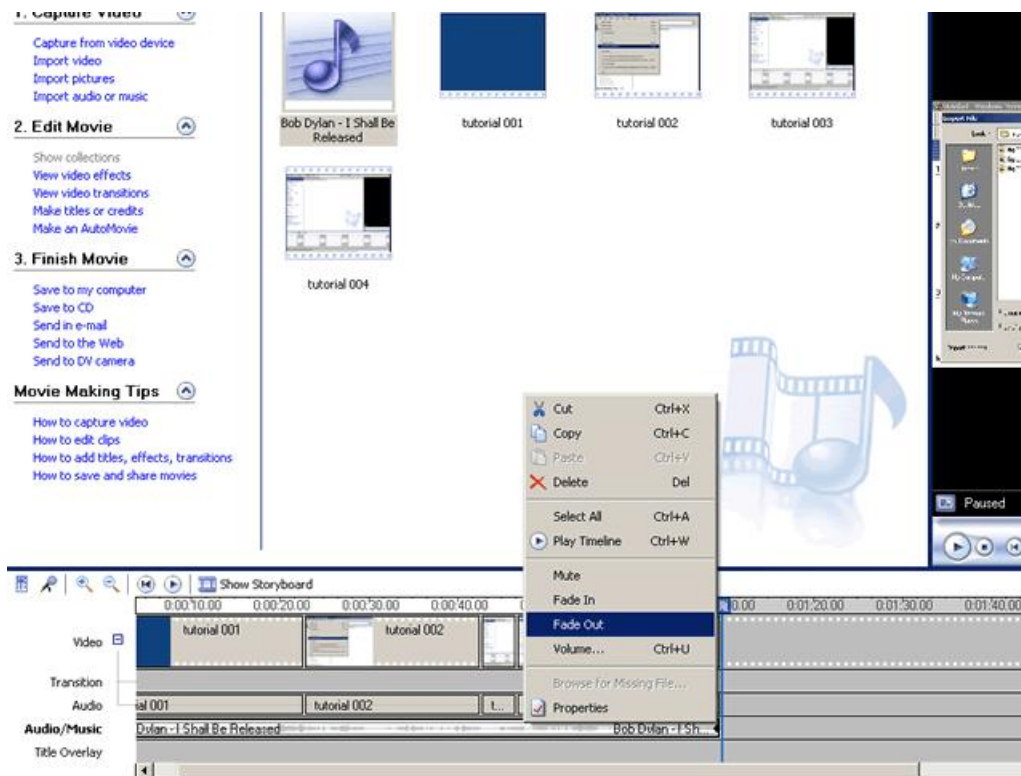 1. Capture Video
Capture from video device
Import video
Import pictures
Import audio or music
2. Edit Movie
Show collections
View video effects
View video transitions
Make titles or credits
Make an AutoMovie
3. Finish Movie
Save to my computer
Save to CD
Send in e-mail
Send to the Web
Send to DV camera
Movie Making Tips
How to capture video
How to edit clips
How to add titles, effects, transitions
How to save and share movies
Bob Dylan - I Shall Be
Released
tutorial 001
tutorial 002
tutorial 003
tutorial 004
Import File
Look
Paused
Cut Ctrl+X
Copy Ctrl+C
Paste Ctrl+V
Delete Del
Select All Ctrl+A
Play Timeline Ctrl+W
Mute
Fade In
Fade Out
Volume... Ctrl+U
Browse for Missing File...
Properties
Show Storyboard
0:00:10.00 0:00:20.00 0:00:30.00 0:00:40.00 0.00 0:01:20.00 0:01:30.00 0:01:40.00
Video tutorial 001 tutorial 002
Transition
Audio ial 001 tutorial 002 t...
Audio/Music Dylan - I Shall Be Released Bob Dylan - I Sh...
Title Overlay